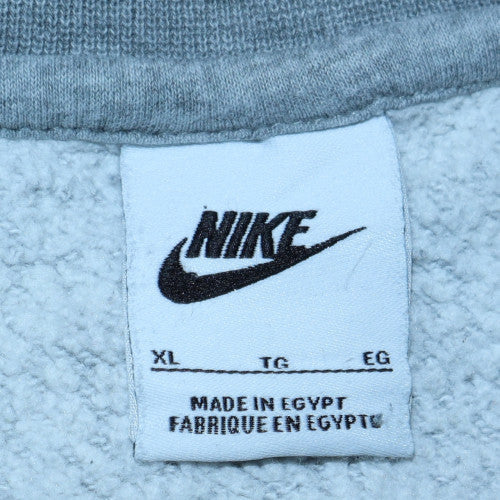 NIKE
XL TG EG
MADE IN EGYPT
FABRIQUE EN EGYPTE